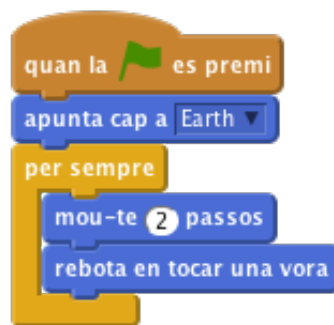 quan la es premi
apunta cap a Earth
per sempre
mou-te 2 passos
rebota en tocar una vora